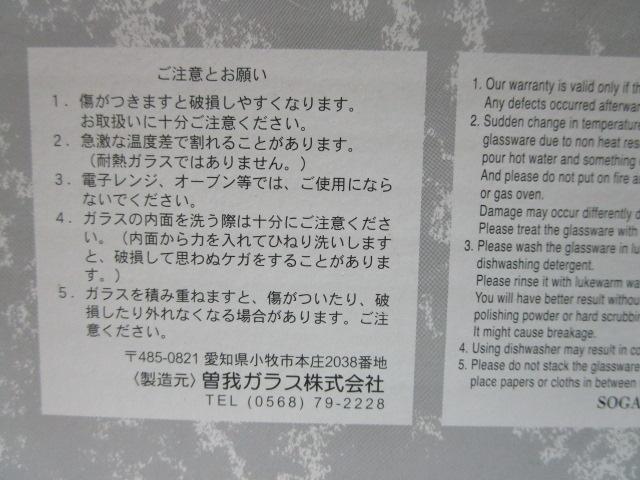 ご注意とお願い
1．傷がつきますと破損しやすくなります。
お取扱いに十分ご注意ください。
2．急激な温度差で割れることがあります。
（耐熱ガラスではありません。）
3．電子レンジ、オーブン等では、ご使用になら
ないでください。
4．ガラスの内面を洗う際は十分にご注意くださ
い。（内面から力を入れてひねり洗いします
と、破損して思わぬケガをすることがありま
す。）
5．ガラスを積み重ねますと、傷がついたり、破
損したり外れなくなる場合があります。ご注
意ください。
〒485-0821 愛知県小牧市本庄2038番地
〈製造元〉曽我ガラス株式会社
TEL (0568) 79-2228
1. Our warranty is valid only if
Any defects occurred
2. Sudden change in temperature
glassware due to non heat
pour hot water and something
And please do not put on fire
or gas oven.
Damage may occur differently
Please treat the glassware with
3. Please wash the glassware in
dishwashing detergent.
Please rinse it with lukewarm
You will have better result without
polishing powder or hard
It might cause breakage.
4. Using dishwasher may result in
5. Please do not stack the glassware
place papers or cloths in between
SOGA